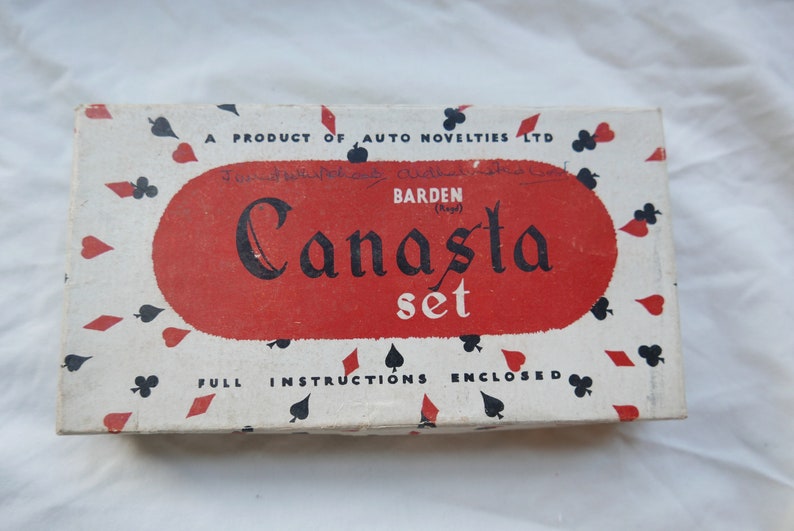 A PRODUCT OF AUTO NOVELTIES LTD
BARDEN
(Regd)
Canasta
set
FULL INSTRUCTIONS ENCLOSED